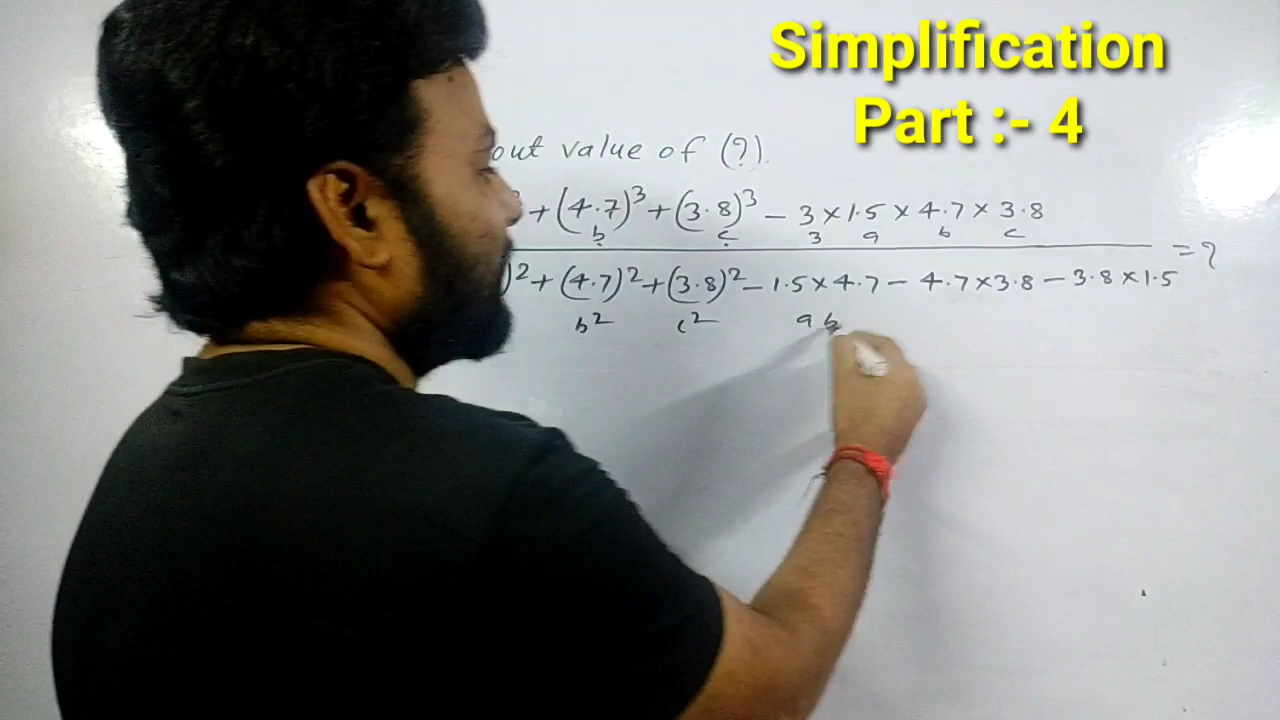 Simplification
Part :- 4
out value of (?).
+ (4.7)³ + (3.8)³ - 3 × 1.5 × 4.7 × 3.8
b c 3 a b c
= ?
)² + (4.7)² + (3.8)² - 1.5 × 4.7 - 4.7 × 3.8 - 3.8 × 1.5
b² c² a b